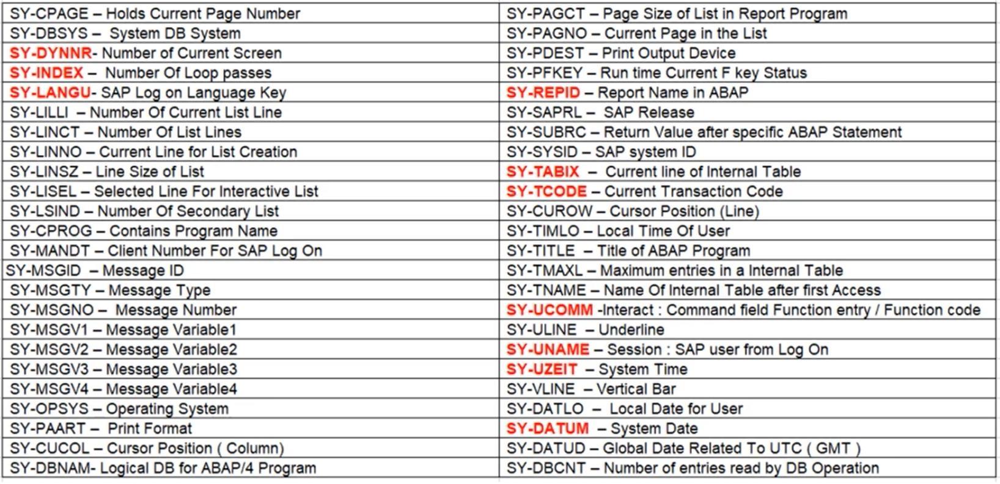 SY-CPAGE – Holds Current Page Number
SY-DBSYS – System DB System
SY-DYNNR- Number of Current Screen
SY-INDEX – Number Of Loop passes
SY-LANGU- SAP Log on Language Key
SY-LILLI – Number Of Current List Line
SY-LINCT – Number Of List Lines
SY-LINNO – Current Line for List Creation
SY-LINSZ – Line Size of List
SY-LISEL – Selected Line For Interactive List
SY-LSIND – Number Of Secondary List
SY-CPROG – Contains Program Name
SY-MANDT – Client Number For SAP Log On
SY-MSGID – Message ID
SY-MSGTY – Message Type
SY-MSGNO – Message Number
SY-MSGV1 – Message Variable1
SY-MSGV2 – Message Variable2
SY-MSGV3 – Message Variable3
SY-MSGV4 – Message Variable4
SY-OPSYS – Operating System
SY-PAART – Print Format
SY-CUCOL – Cursor Position ( Column)
SY-DBNAM- Logical DB for ABAP/4 Program
SY-PAGCT – Page Size of List in Report Program
SY-PAGNO – Current Page in the List
SY-PDEST – Print Output Device
SY-PFKEY – Run time Current F key Status
SY-REPID – Report Name in ABAP
SY-SAPRL – SAP Release
SY-SUBRC – Return Value after specific ABAP Statement
SY-SYSID – SAP system ID
SY-TABIX – Current line of Internal Table
SY-TCODE – Current Transaction Code
SY-CUROW – Cursor Position (Line)
SY-TIMLO – Local Time Of User
SY-TITLE – Title of ABAP Program
SY-TMAXL – Maximum entries in a Internal Table
SY-TNAME – Name Of Internal Table after first Access
SY-UCOMM -Interact : Command field Function entry / Function code
SY-ULINE – Underline
SY-UNAME – Session : SAP user from Log On
SY-UZEIT – System Time
SY-VLINE – Vertical Bar
SY-DATLO – Local Date for User
SY-DATUM – System Date
SY-DATUD – Global Date Related To UTC ( GMT )
SY-DBCNT – Number of entries read by DB Operation